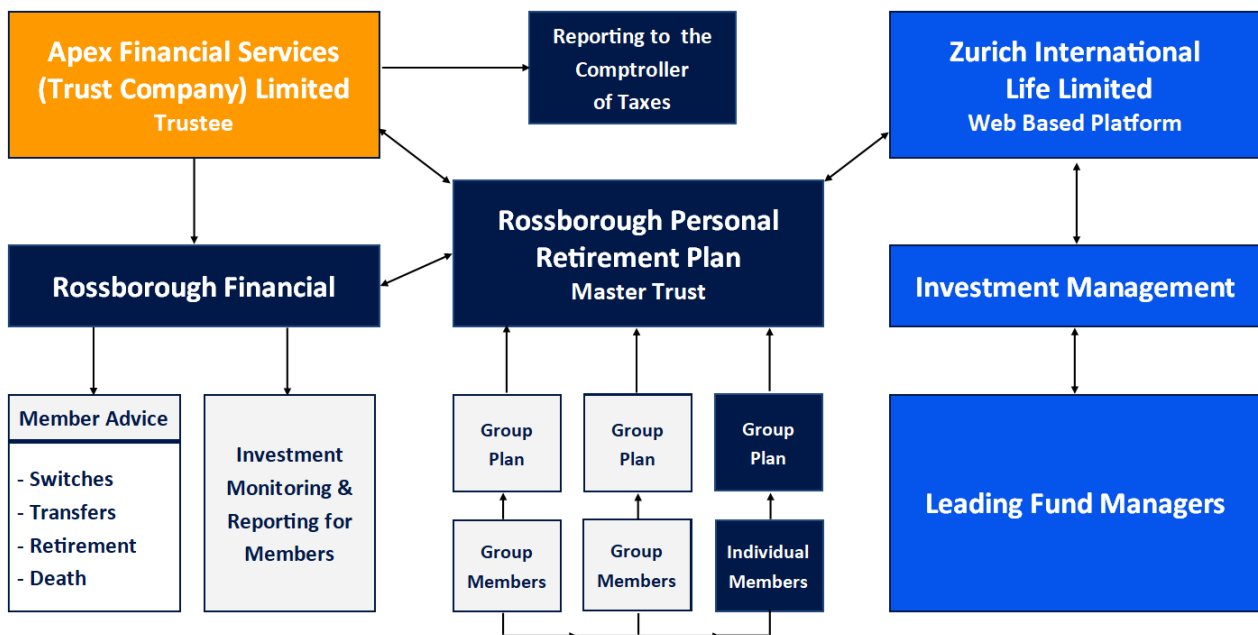 Apex Financial Services
(Trust Company) Limited
Trustee
Reporting to the
Comptroller
of Taxes
Zurich International
Life Limited
Web Based Platform
Rossborough Personal
Retirement Plan
Master Trust
Rossborough Financial
Investment Management
Member Advice
- Switches
- Transfers
- Retirement
- Death
Investment
Monitoring &
Reporting for
Members
Group
Plan
Group
Plan
Group
Plan
Group
Members
Group
Members
Individual
Members
Leading Fund Managers